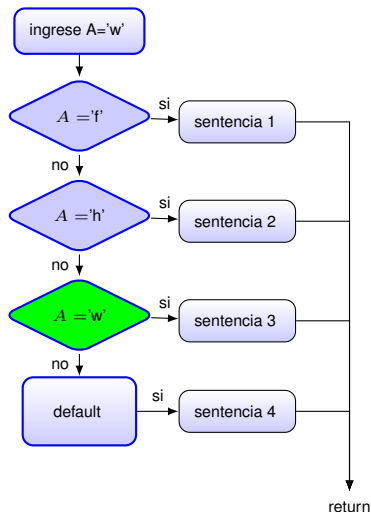 ingrese A='w'
A ='f'
si
sentencia 1
no
A ='h'
si
sentencia 2
no
A ='w'
si
sentencia 3
no
default
si
sentencia 4
return